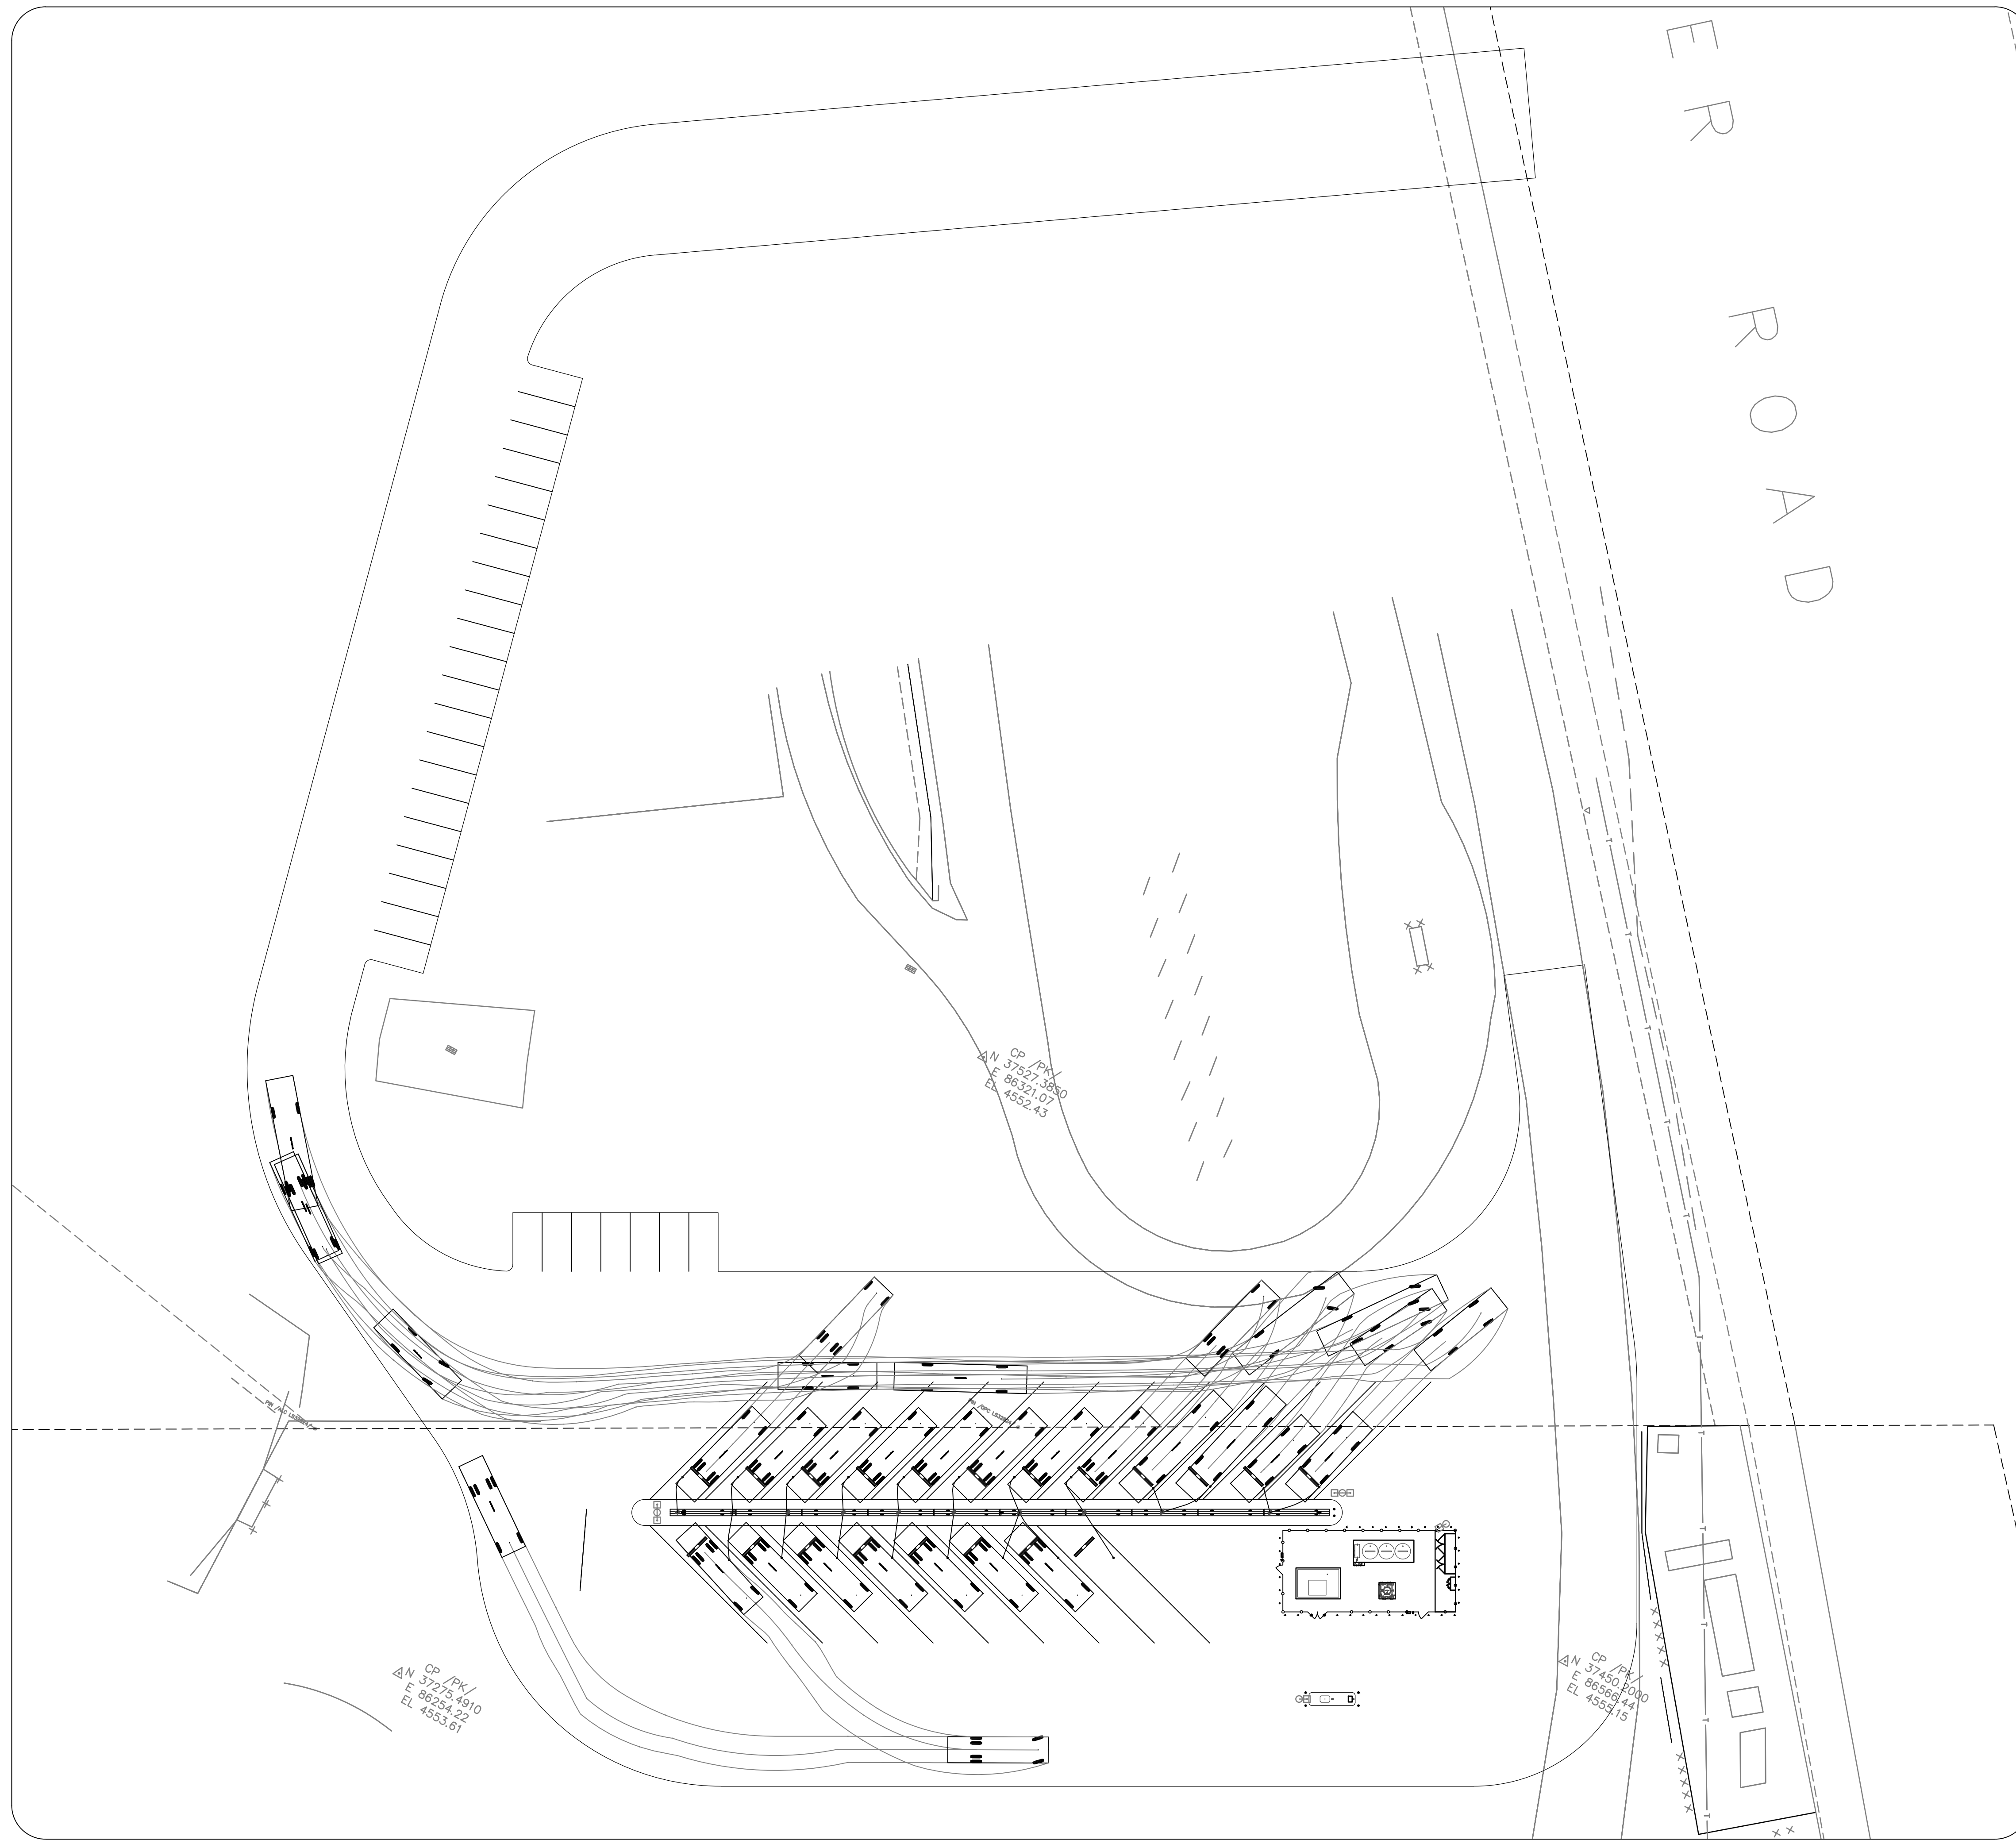 ER ROAD
CP /PK/
N 37527.3850
E 86321.07
EL 4552.43
CP /PK/
N 37275.4910
E 86254.22
EL 4553.61
CP /PK/
N 37450.2000
E 86566.44
EL 4555.15
T
T
T
T
T
T
T
T
T
T
T
T